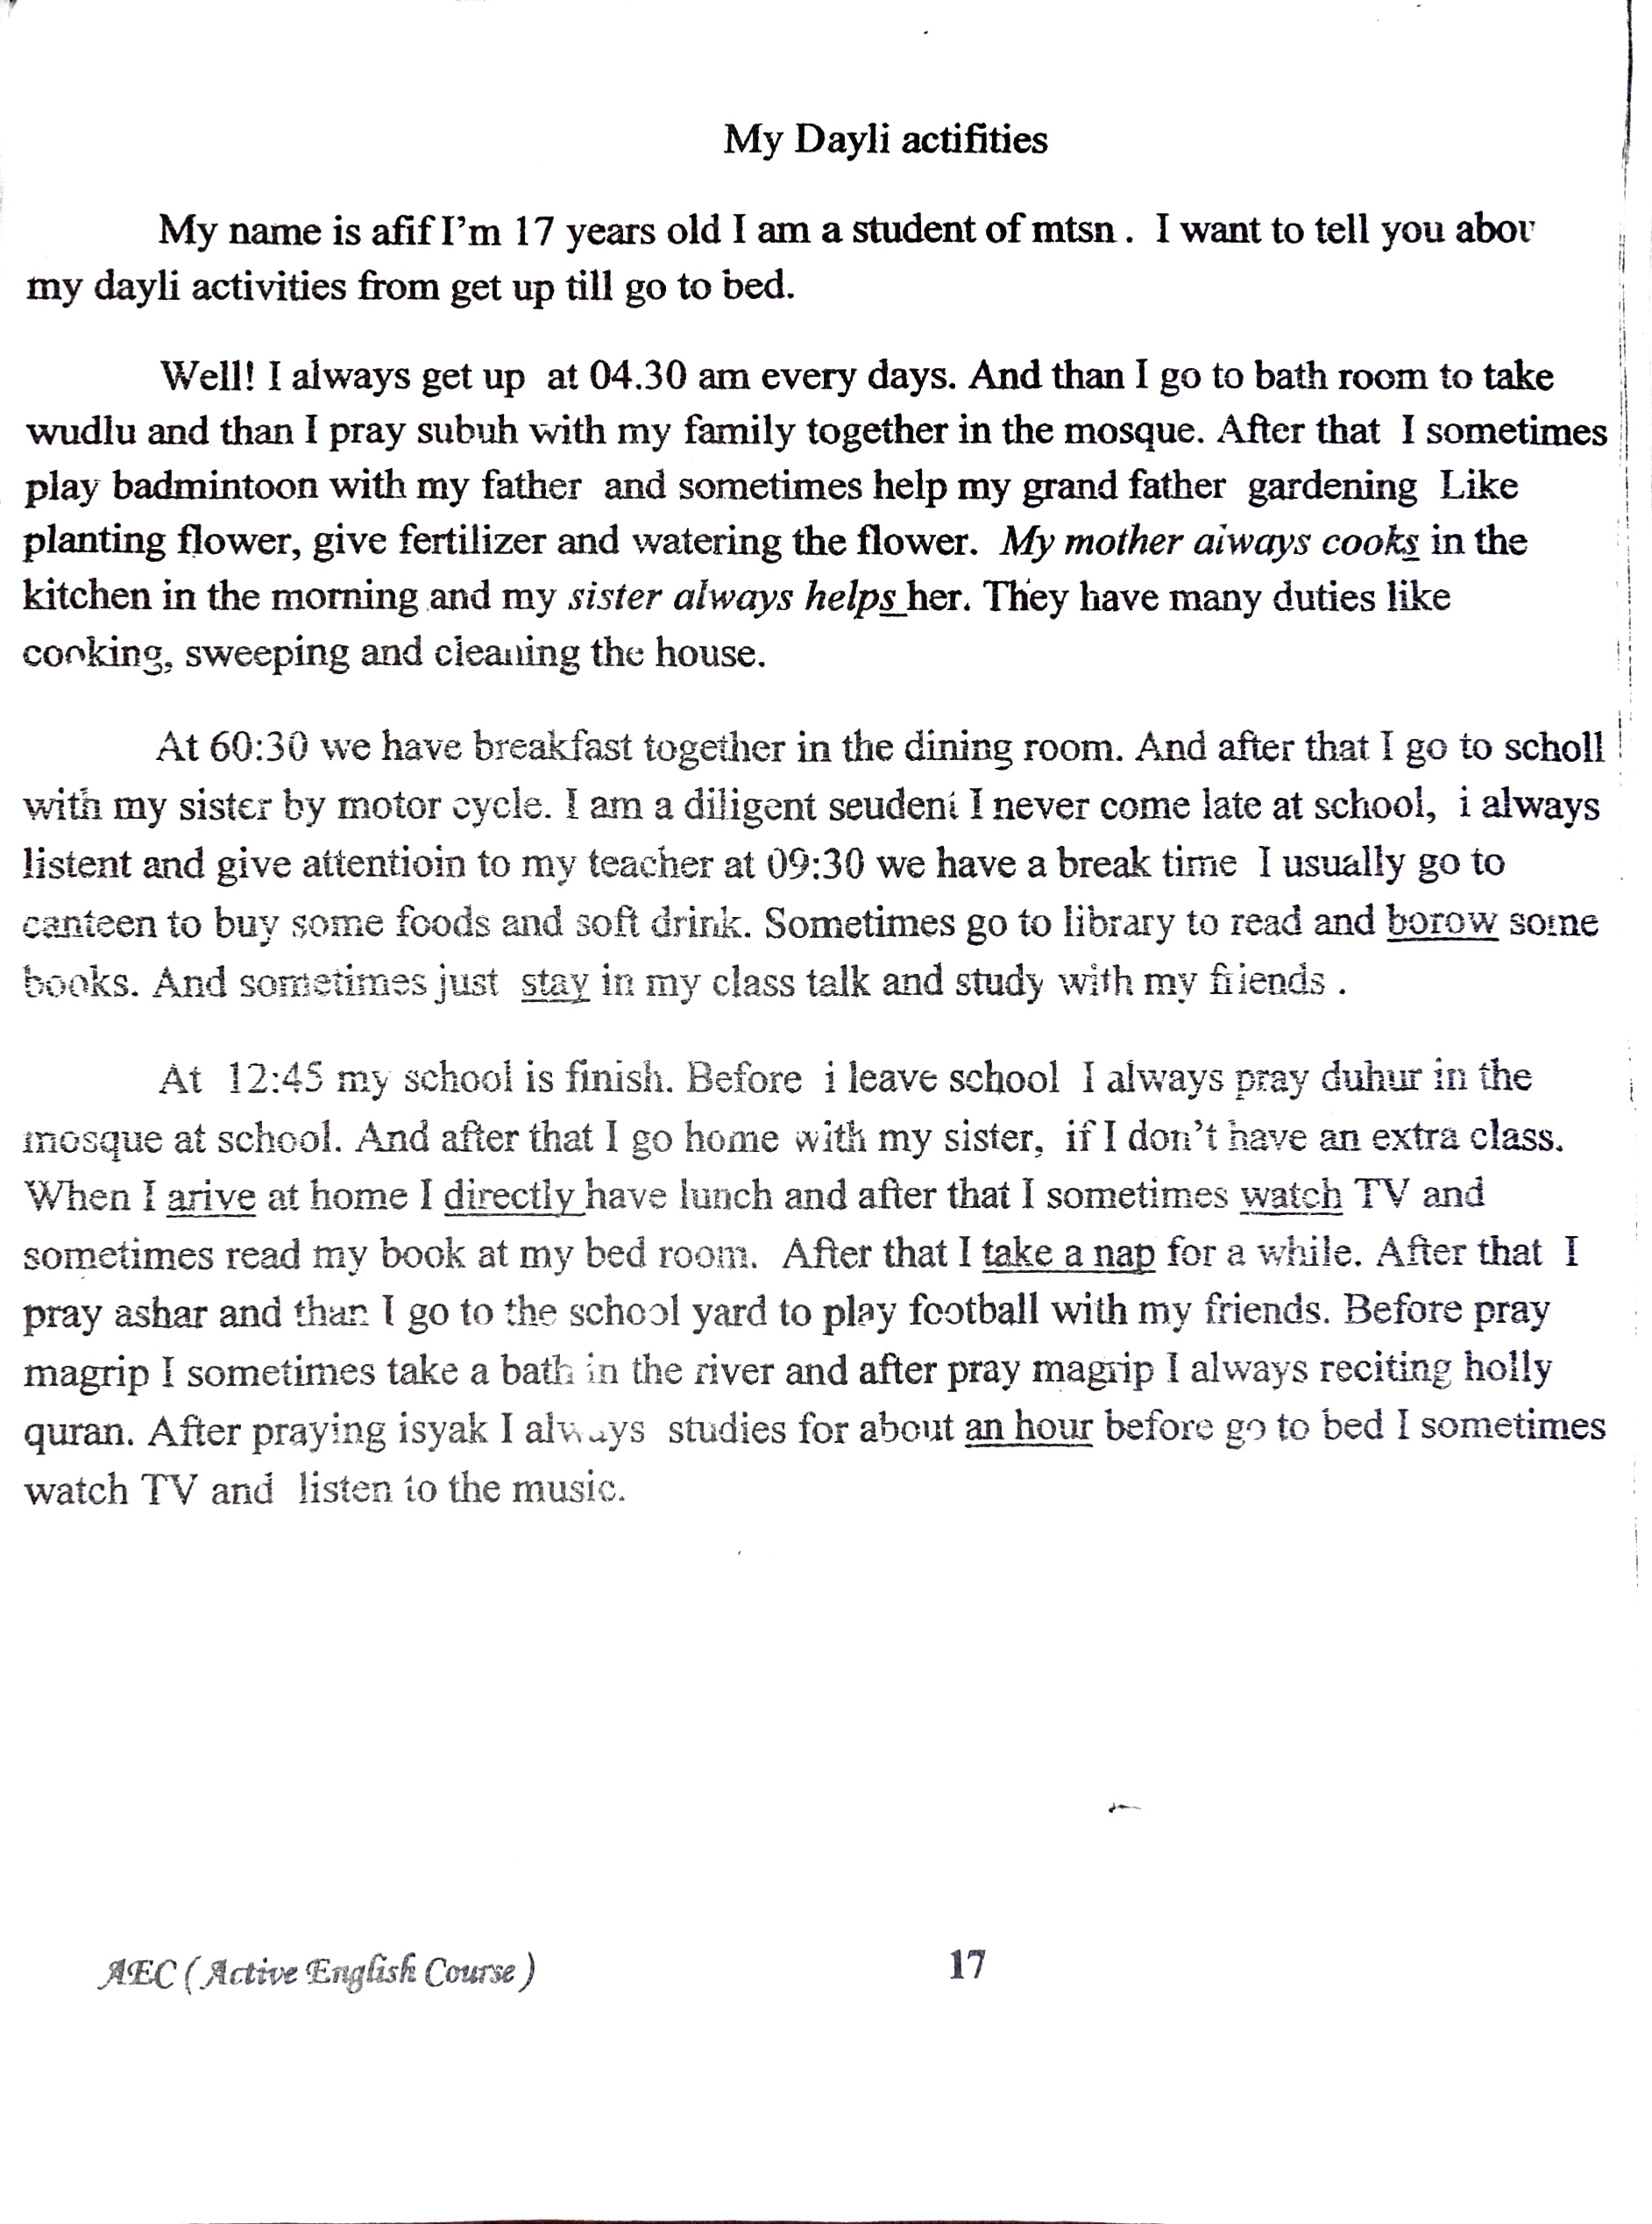 My Dayli actifities
My name is afif I'm 17 years old I am a student of mtsn . I want to tell you abou
my dayli activities from get up till go to bed.
Well! I always get up at 04.30 am every days. And than I go to bath room to take
wudlu and than I pray subuh with my family together in the mosque. After that I sometimes
play badmintoon with my father and sometimes help my grand father gardening Like
planting flower, give fertilizer and watering the flower. My mother always cooks in the
kitchen in the morning and my sister always helps her. They have many duties like
cooking, sweeping and cleaning the house.
At 60:30 we have breakfast together in the dining room. And after that I go to scholl
with my sister by motor cycle. I am a diligent seudent I never come late at school, i always
listent and give attentioin to my teacher at 09:30 we have a break time I usually go to
canteen to buy some foods and soft drink. Sometimes go to library to read and borow some
books. And sometimes just stay in my class talk and study with my friends .
At 12:45 my school is finish. Before i leave school I always pray duhur in the
mosque at school. And after that I go home with my sister, if I don't have an extra class.
When I arive at home I directly have lunch and after that I sometimes watch TV and
sometimes read my book at my bed room. After that I take a nap for a while. After that I
pray ashar and than I go to the school yard to play football with my friends. Before pray
magrip I sometimes take a bath in the river and after pray magrip I always reciting holly
quran. After praying isyak I always studies for about an hour before go to bed I sometimes
watch TV and listen to the music.
AEC ( Active English Course )
17